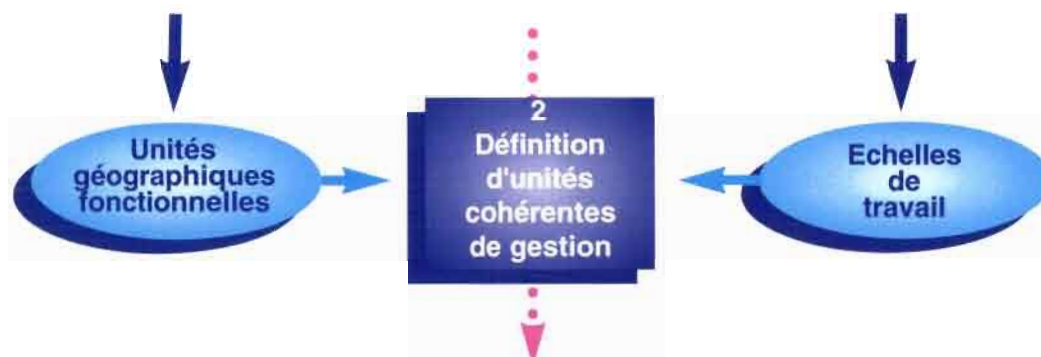 Unités
géographiques
fonctionnelles
2
Définition
d'unités
cohérentes
de gestion
Echelles
de
travail